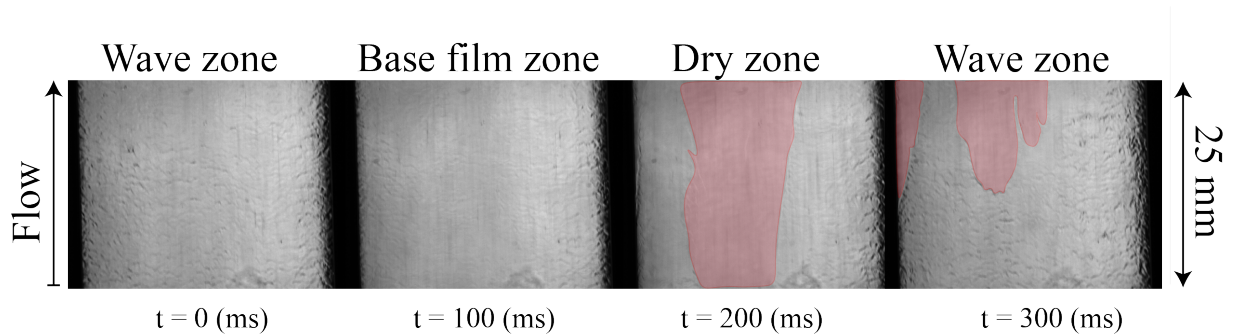 Wave zone
Base film zone
Dry zone
Wave zone
Flow
25 mm
t = 0 (ms)
t = 100 (ms)
t = 200 (ms)
t = 300 (ms)